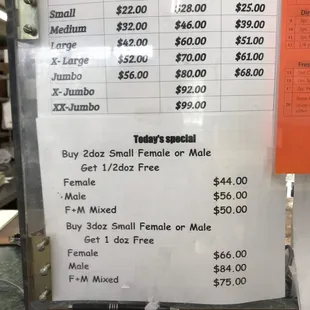 Small $22.00 $28.00 $25.00
Medium $32.00 $46.00 $39.00
Large $42.00 $60.00 $51.00
X- Large $52.00 $70.00 $61.00
Jumbo $56.00 $80.00 $68.00
X- Jumbo $92.00
XX-Jumbo $99.00
Today's special
Buy 2doz Small Female or Male
Get 1/2doz Free
Female $44.00
Male $56.00
F+M Mixed $50.00
Buy 3doz Small Female or Male
Get 1 doz Free
Female $66.00
Male $84.00
F+M Mixed $75.00